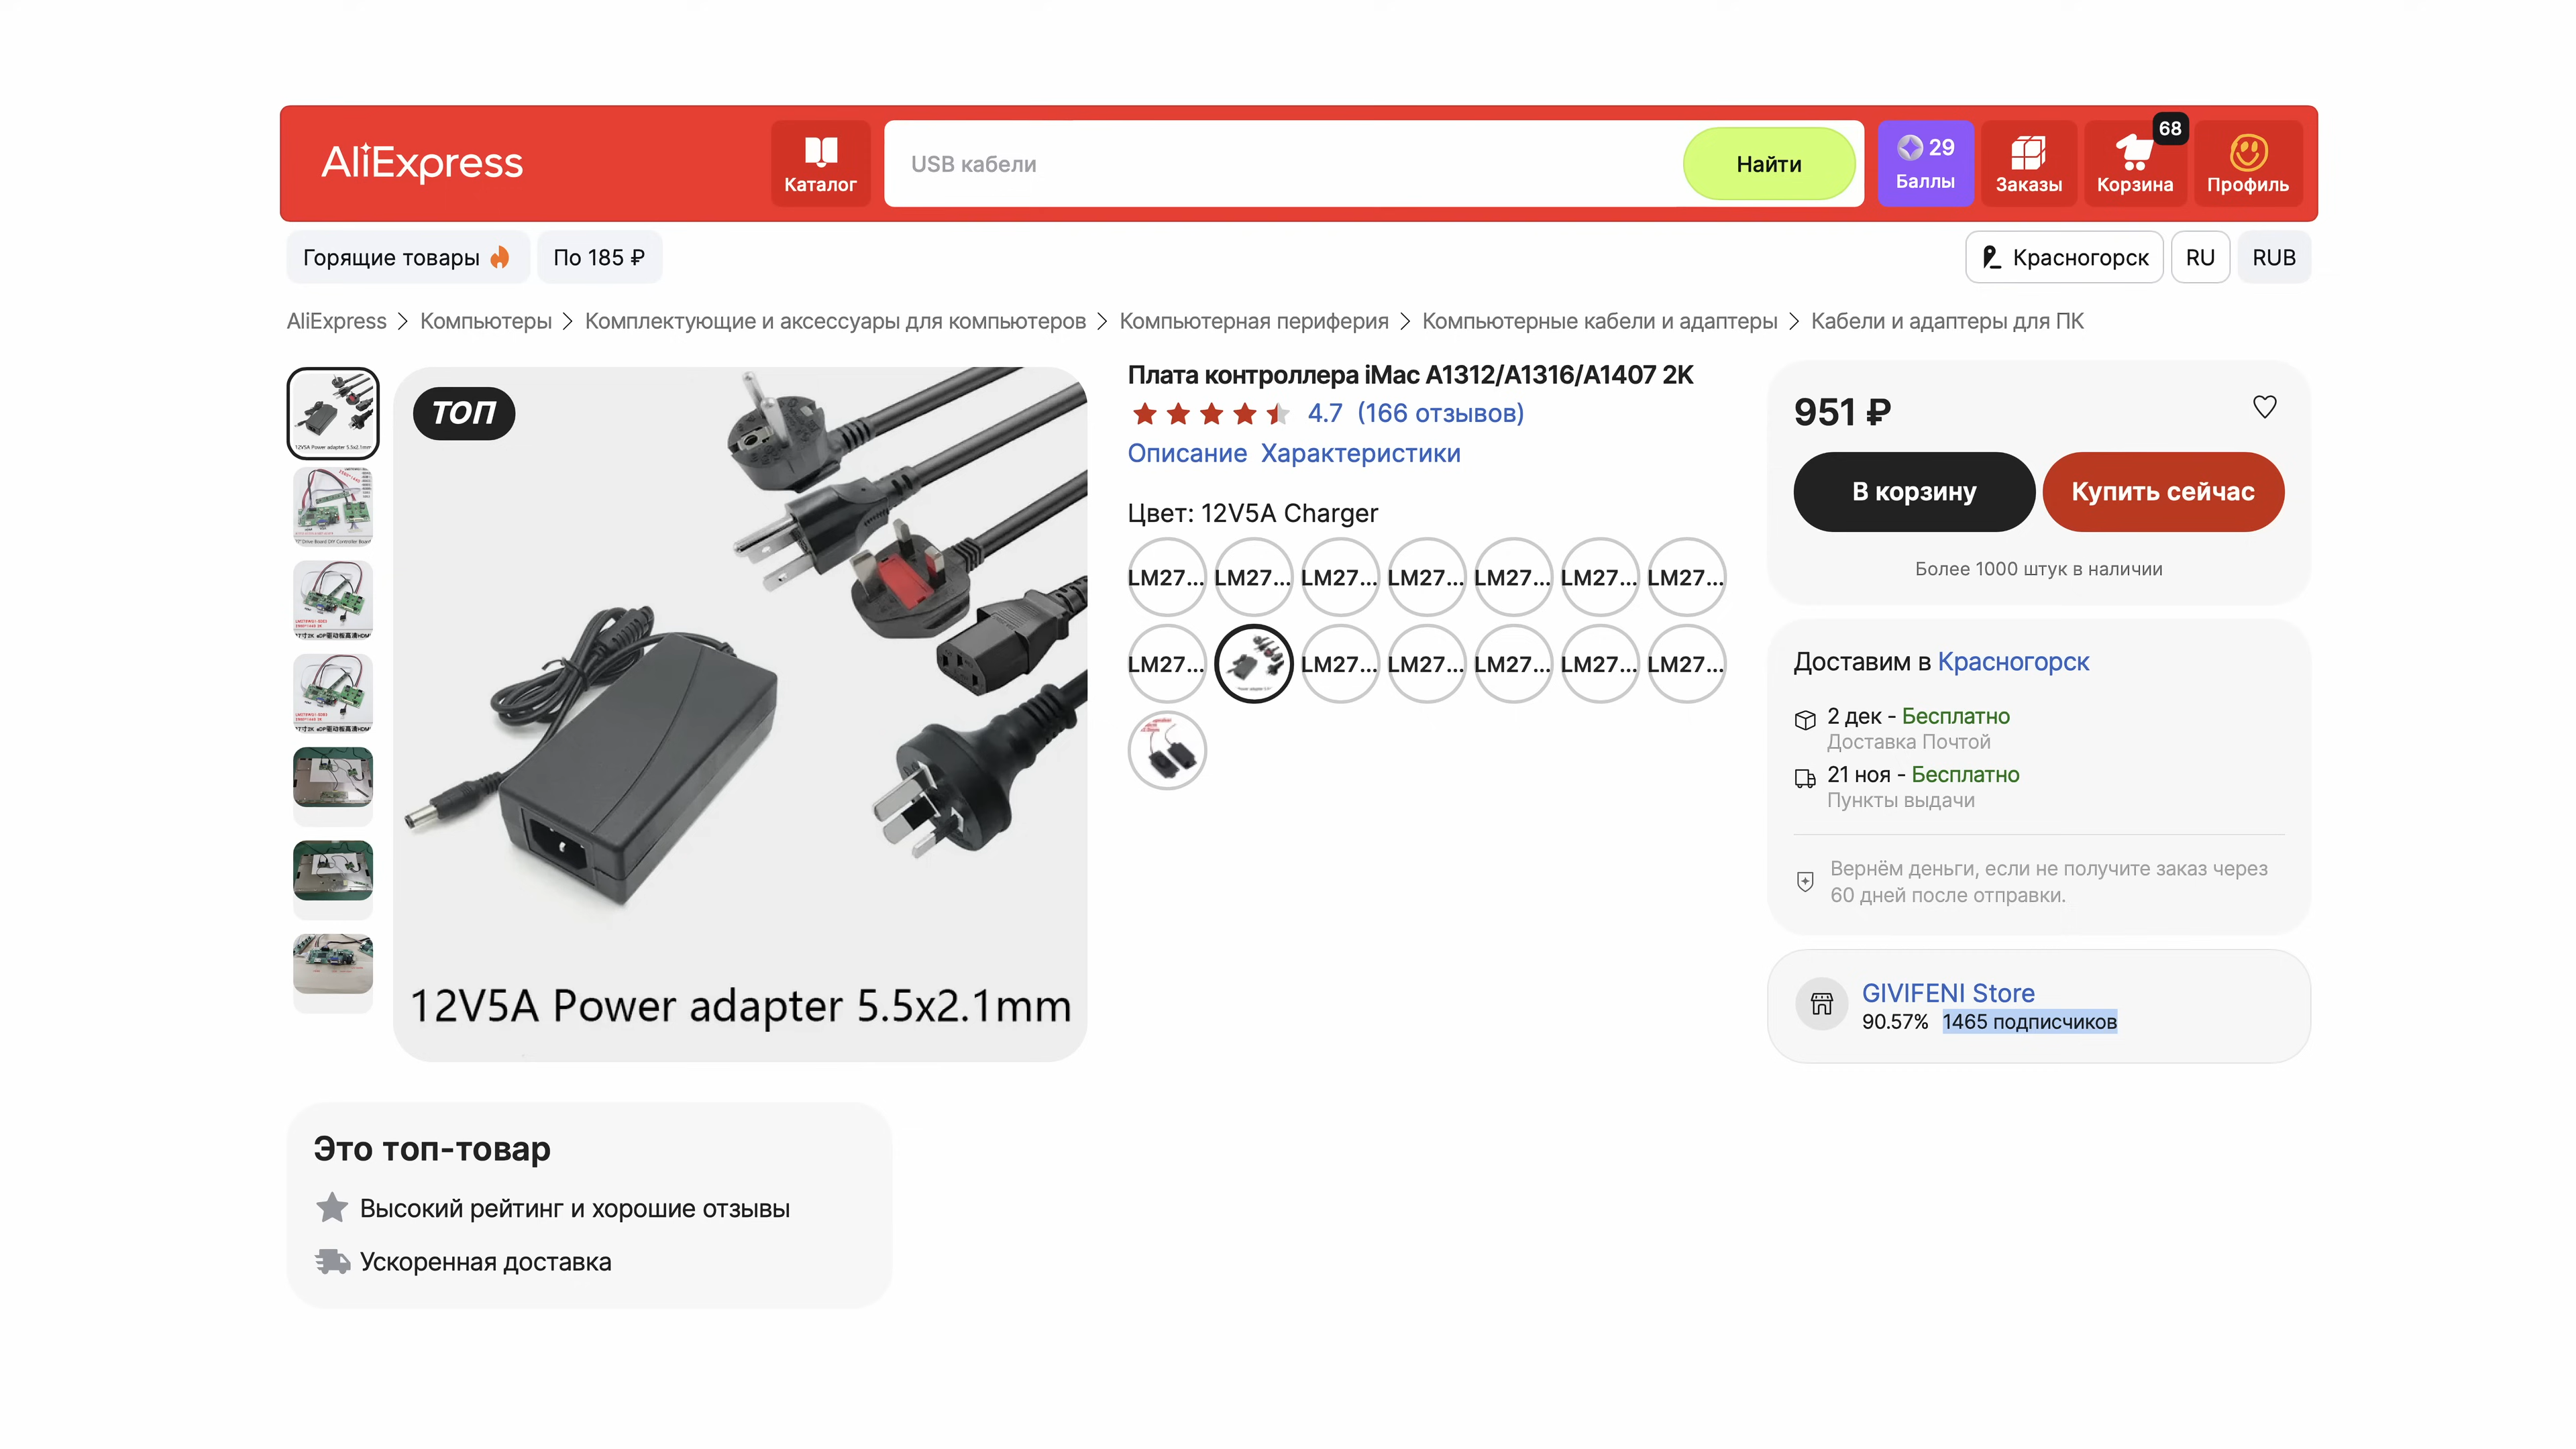 AliExpress
Каталог
USB кабели
Найти
29
Баллы
Заказы
68
Корзина
Профиль
Горящие товары
По 185 ₽
Красногорск
RU
RUB
AliExpress > Компьютеры > Комплектующие и аксессуары для компьютеров > Компьютерная периферия > Компьютерные кабели и адаптеры > Кабели и адаптеры для ПК
12V5A Power adapter 5.5x2.1mm
ТОП
12V5A Power adapter 5.5x2.1mm
Плата контроллера iMac A1312/A1316/A1407 2K
4.7 (166 отзывов)
Описание Характеристики
Цвет: 12V5A Charger
LM27... LM27... LM27... LM27... LM27... LM27... LM27...
LM27... LM27... LM27... LM27... LM27... LM27...
951 ₽
В корзину
Купить сейчас
Более 1000 штук в наличии
Доставим в Красногорск
2 дек - Бесплатно
Доставка Почтой
21 ноя - Бесплатно
Пункты выдачи
Вернём деньги, если не получите заказ через
60 дней после отправки.
GIVIFENI Store
90.57% 1465 подписчиков
Это топ-товар
Высокий рейтинг и хорошие отзывы
Ускоренная доставка